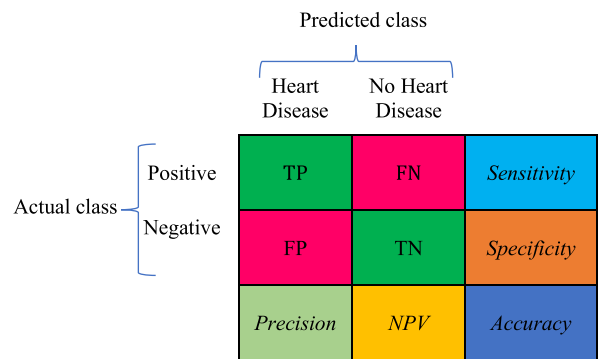 Predicted class
Heart Disease
No Heart Disease
Positive
TP
FN
Sensitivity
Actual class
Negative
FP
TN
Specificity
Precision
NPV
Accuracy